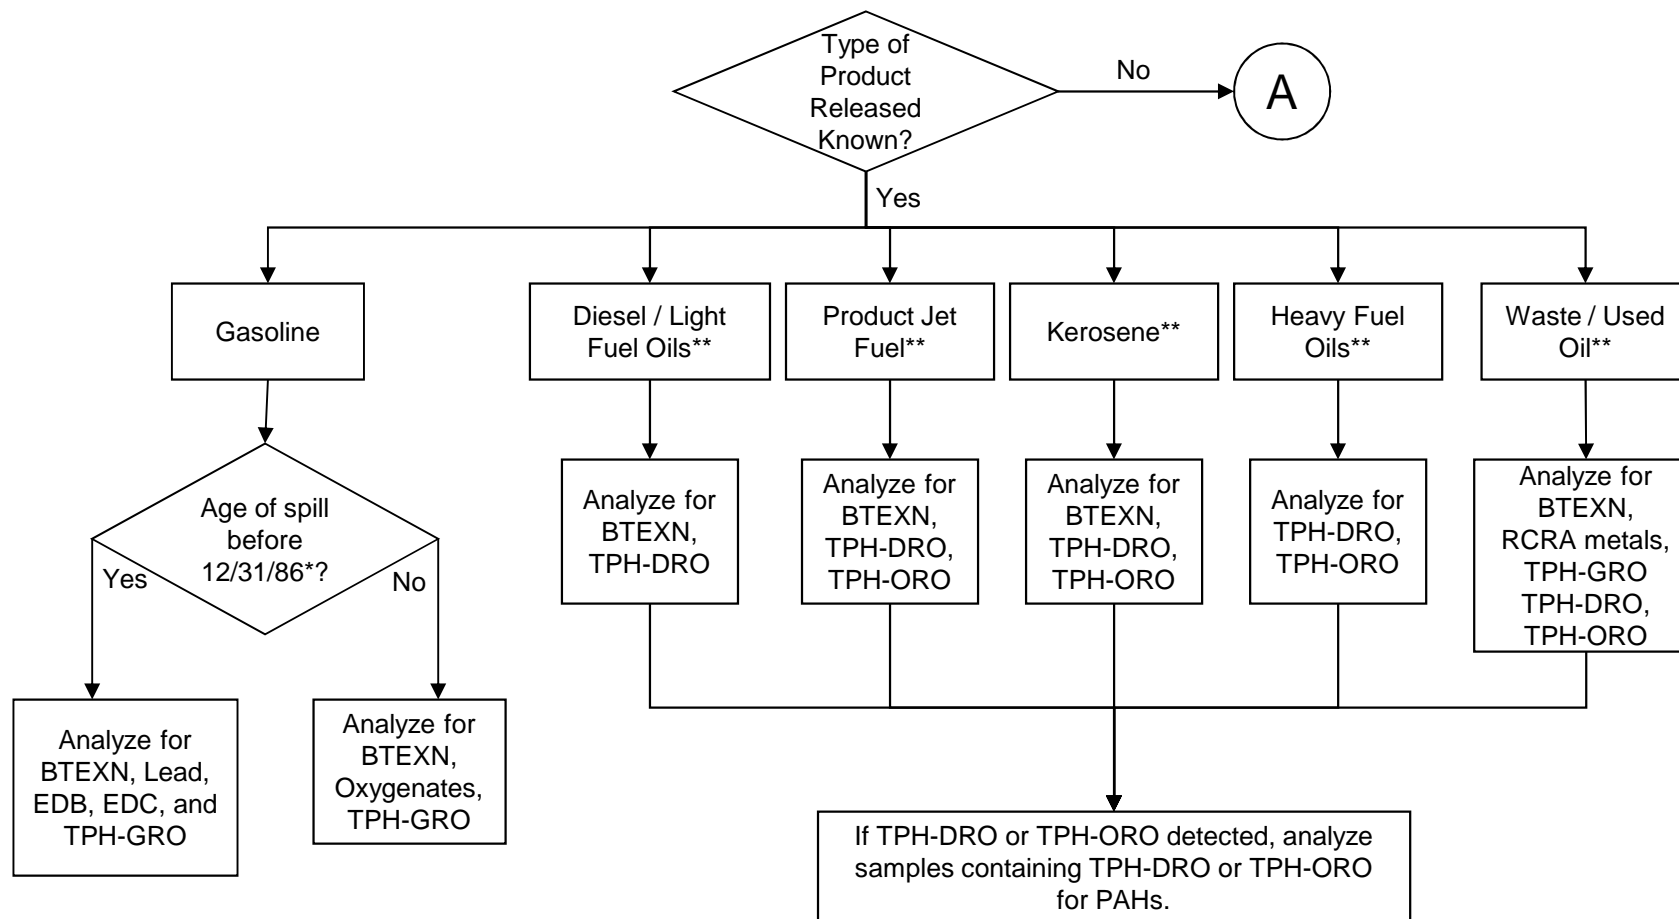 Type of
Product
Released
Known?
No
A
Yes
Gasoline
Diesel / Light
Fuel Oils**
Product Jet
Fuel**
Kerosene**
Heavy Fuel
Oils**
Waste / Used
Oil**
Age of spill
before
12/31/86*?
Yes
No
Analyze for
BTEXN,
TPH-DRO
Analyze for
BTEXN,
TPH-DRO,
TPH-ORO
Analyze for
BTEXN,
TPH-DRO,
TPH-ORO
Analyze for
TPH-DRO,
TPH-ORO
Analyze for
BTEXN,
RCRA metals,
TPH-GRO
TPH-DRO,
TPH-ORO
Analyze for
BTEXN, Lead,
EDB, EDC, and
TPH-GRO
Analyze for
BTEXN,
Oxygenates,
TPH-GRO
If TPH-DRO or TPH-ORO detected, analyze
samples containing TPH-DRO or TPH-ORO
for PAHs.